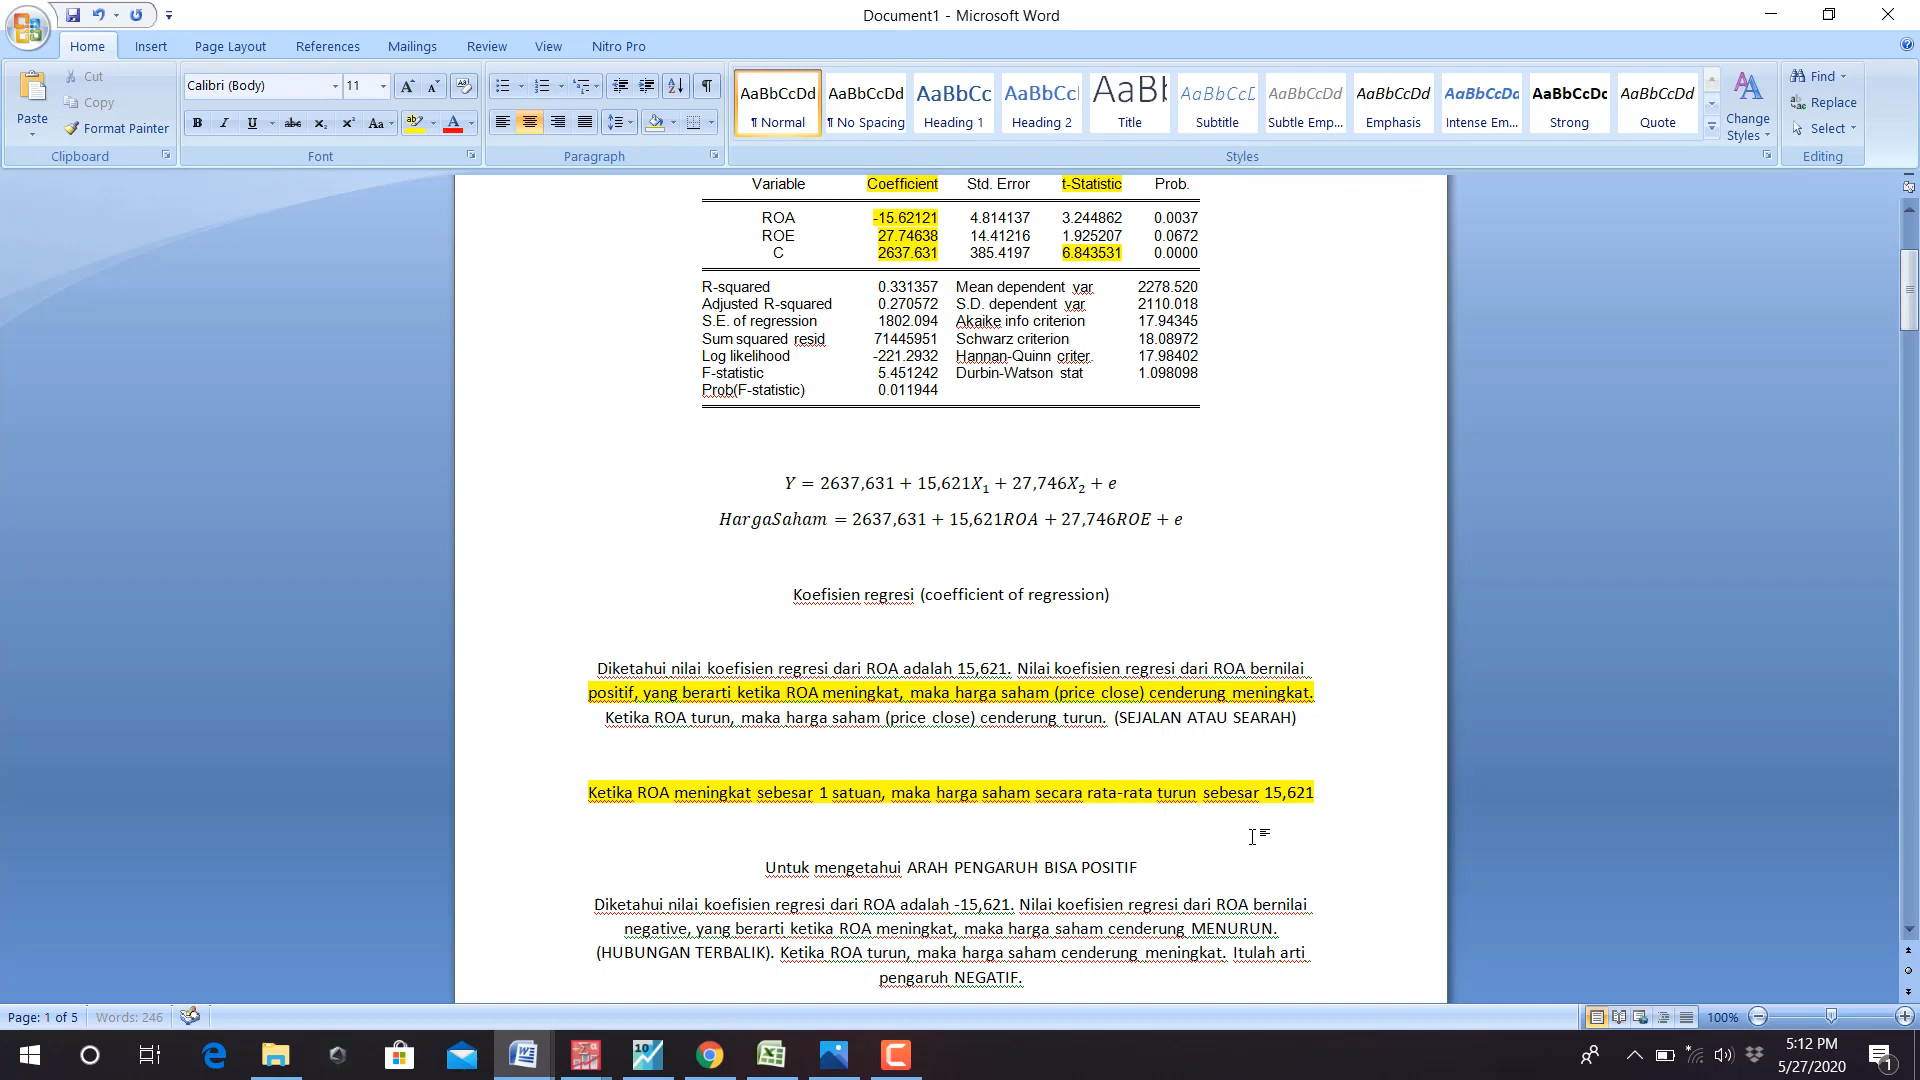 Document1 - Microsoft Word
Home Insert Page Layout References Mailings Review View Nitro Pro
Paste
Cut
Copy
Format Painter
Clipboard
Calibri (Body) 11
Font
Paragraph
AaBbCcDd AaBbCcDd AaBbCc AaBbCc AaB AaBbCcD AaBbCcDd AaBbCcDd AaBbCcDd AaBbCcDc AaBbCcDd
¶ Normal ¶ No Spacing Heading 1 Heading 2 Title Subtitle Subtle Emp... Emphasis Intense Em... Strong Quote
Change
Styles
Styles
Find
Replace
Select
Editing
Variable Coefficient Std. Error t-Statistic Prob.
ROA -15.62121 4.814137 3.244862 0.0037
ROE 27.74638 14.41216 1.925207 0.0672
C 2637.631 385.4197 6.843531 0.0000
R-squared 0.331357 Mean dependent var 2278.520
Adjusted R-squared 0.270572 S.D. dependent var 2110.018
S.E. of regression 1802.094 Akaike info criterion 17.94345
Sum squared resid 71445951 Schwarz criterion 18.08972
Log likelihood -221.2932 Hannan-Quinn criter. 17.98402
F-statistic 5.451242 Durbin-Watson stat 1.098098
Prob(F-statistic) 0.011944
Y = 2637,631 + 15,621X₁ + 27,746X₂ + e
HargaSaham = 2637,631 + 15,621ROA + 27,746ROE + e
Koefisien regresi (coefficient of regression)
Diketahui nilai koefisien regresi dari ROA adalah 15,621. Nilai koefisien regresi dari ROA bernilai
positif, yang berarti ketika ROA meningkat, maka harga saham (price close) cenderung meningkat.
Ketika ROA turun, maka harga saham (price close) cenderung turun. (SEJALAN ATAU SEARAH)
Ketika ROA meningkat sebesar 1 satuan, maka harga saham secara rata-rata turun sebesar 15,621
Untuk mengetahui ARAH PENGARUH BISA POSITIF
Diketahui nilai koefisien regresi dari ROA adalah -15,621. Nilai koefisien regresi dari ROA bernilai
negative, yang berarti ketika ROA meningkat, maka harga saham cenderung MENURUN.
(HUBUNGAN TERBALIK). Ketika ROA turun, maka harga saham cenderung meningkat. Itulah arti
pengaruh NEGATIF.
Page: 1 of 5 Words: 246 100%
5:12 PM
5/27/2020